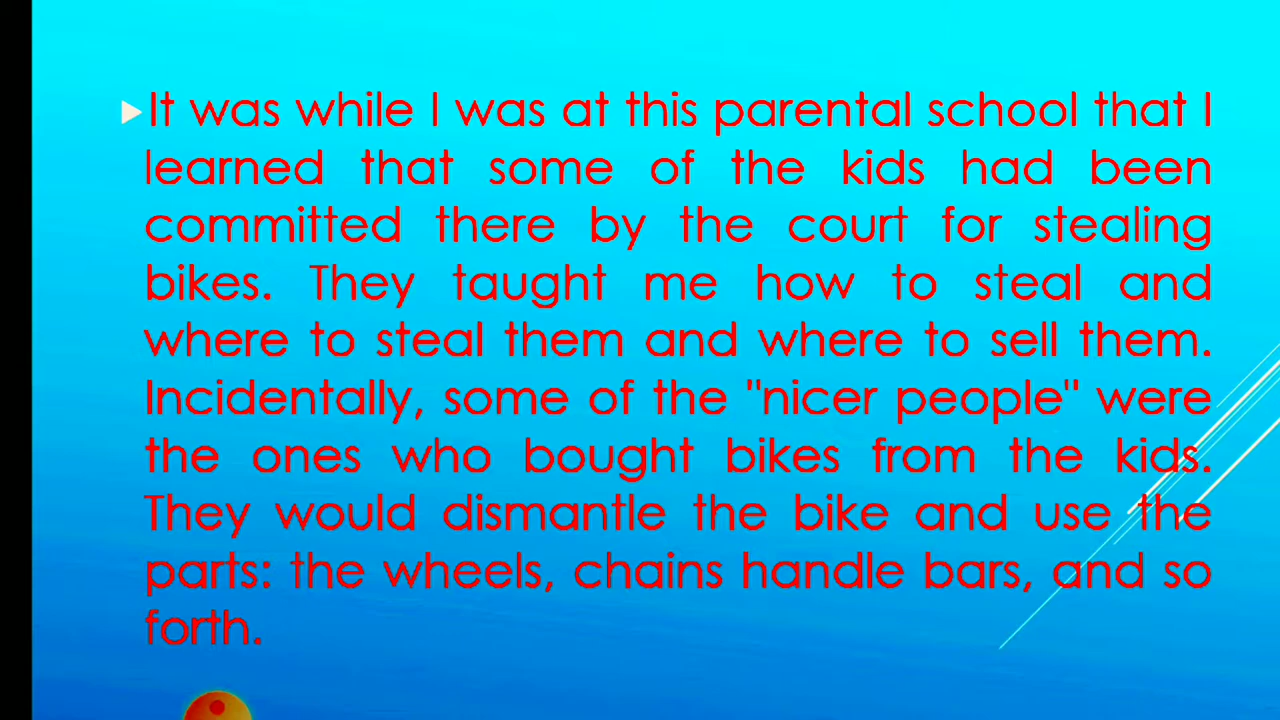 It was while I was at this parental school that I
learned that some of the kids had been
committed there by the court for stealing
bikes. They taught me how to steal and
where to steal them and where to sell them.
Incidentally, some of the "nicer people" were
the ones who bought bikes from the kids.
They would dismantle the bike and use the
parts: the wheels, chains handle bars, and so
forth.